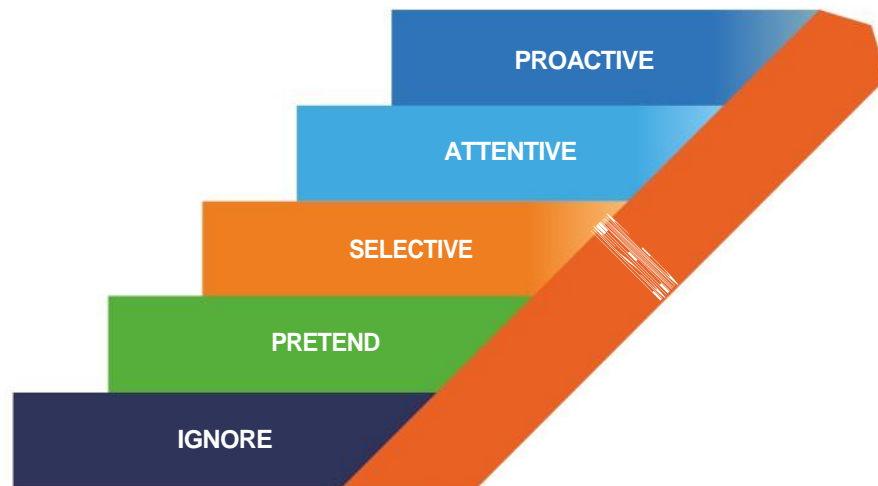 PROACTIVE
ATTENTIVE
SELECTIVE
PRETEND
IGNORE